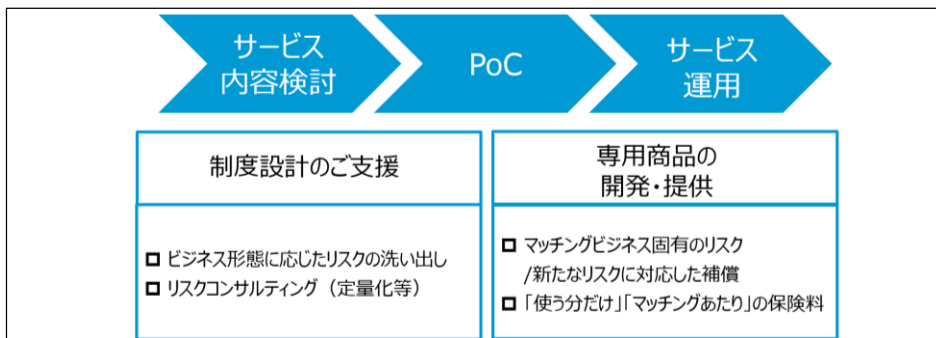 サービス
内容検討
PoC
サービス
運用
制度設計のご支援
専用商品の
開発・提供
ビジネス形態に応じたリスクの洗い出し
リスクコンサルティング（定量化等）
マッチングビジネス固有のリスク
/新たなリスクに対応した補償
「使う分だけ」「マッチングあたり」の保険料